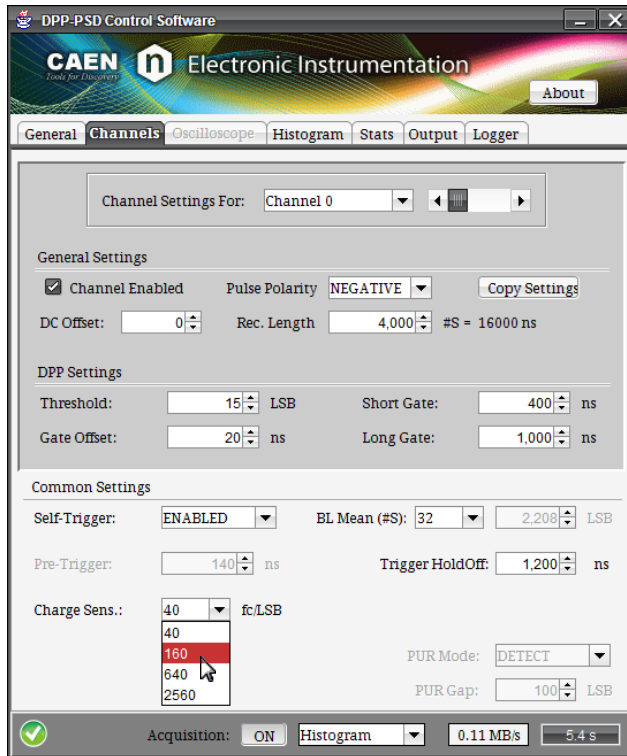 DPP-PSD Control Software
CAEN n Electronic Instrumentation
Tools for Discovery
About
General Channels Oscilloscope Histogram Stats Output Logger
Channel Settings For: Channel 0
General Settings
Channel Enabled Pulse Polarity NEGATIVE Copy Settings
DC Offset: 0 Rec. Length 4,000 #S = 16000 ns
DPP Settings
Threshold: 15 LSB Short Gate: 400 ns
Gate Offset: 20 ns Long Gate: 1,000 ns
Common Settings
Self-Trigger: ENABLED BL Mean (#S): 32 2,208 LSB
Pre-Trigger: 140 ns Trigger HoldOff: 1,200 ns
Charge Sens.: 40 fc/LSB
40
160
640
2560
PUR Mode: DETECT
PUR Gap: 100 LSB
Acquisition: ON Histogram 0.11 MB/s 5.4 s